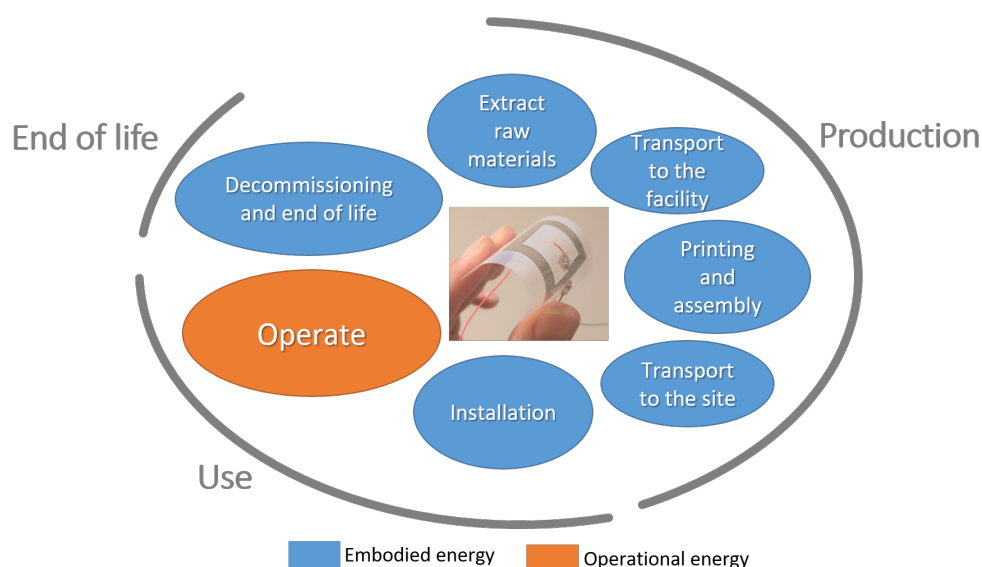 End of life
Production
Extract
raw
materials
Transport
to the
facility
Decommissioning
and end of life
Printing
and
assembly
Operate
Transport
to the site
Installation
Use
Embodied energy
Operational energy